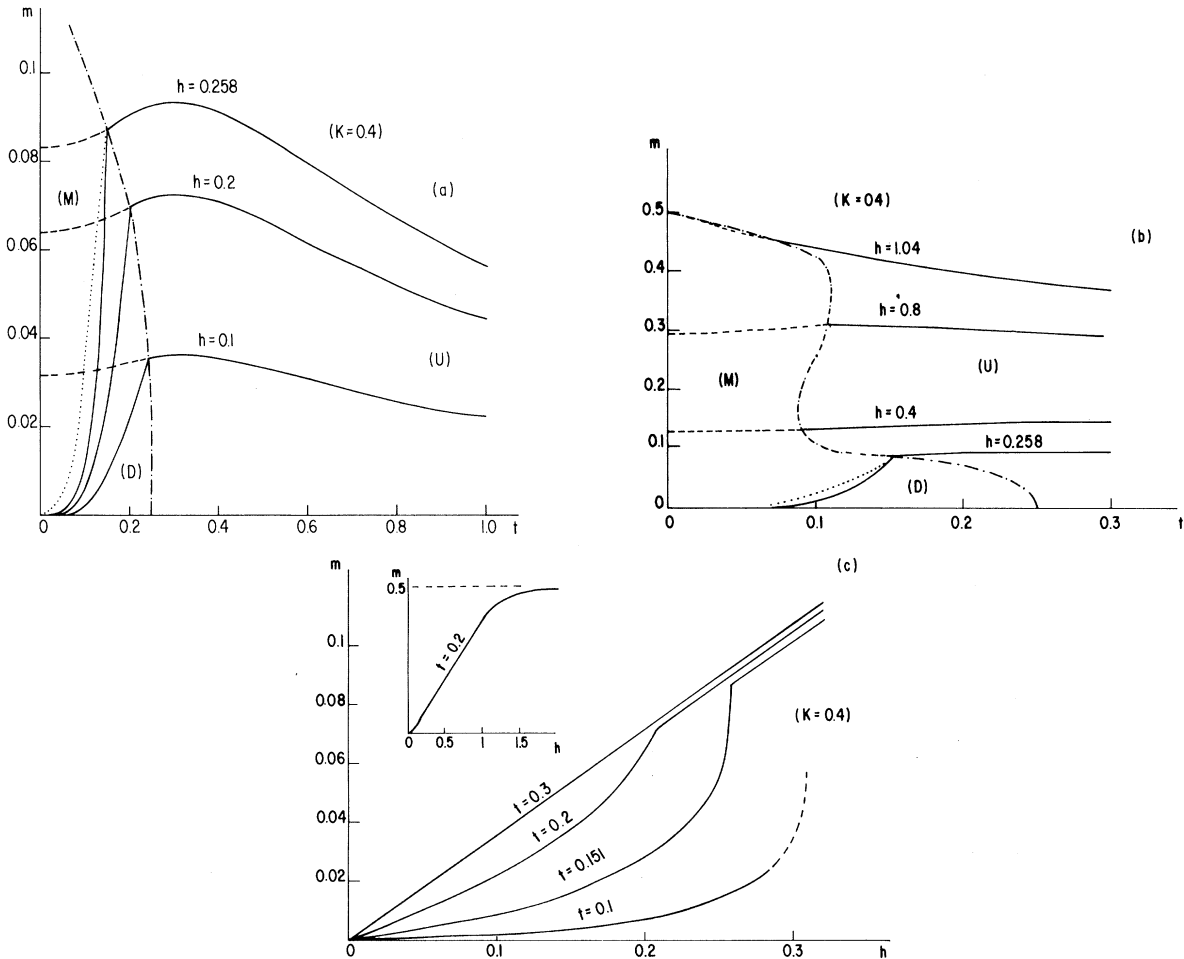 m
0.1
h=0.258
(K=0.4)
0.08
(M)
h=0.2
(a)
0.06
0.04
h=0.1
(U)
0.02
(D)
0 0.2 0.4 0.6 0.8 1.0 t
m
(K=04)
(b)
0.5
h=1.04
0.4
h=0.8
0.3
(M)
(U)
0.2
h=0.4
0.1
h=0.258
(D)
0
0 0.1 0.2 0.3 t
m
(c)
m
0.5
t=0.2
0 0.5 1 1.5 h
0.1
0.08
(K=0.4)
0.06
t=0.3
0.04
t=0.2
t=0.151
0.02
t=0.1
0 0.1 0.2 0.3 h